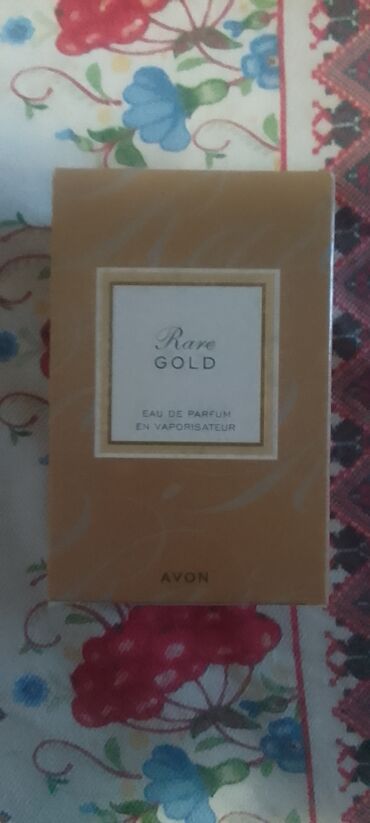 Rare
GOLD
EAU DE PARFUM
EN VAPORISATEUR
AVON